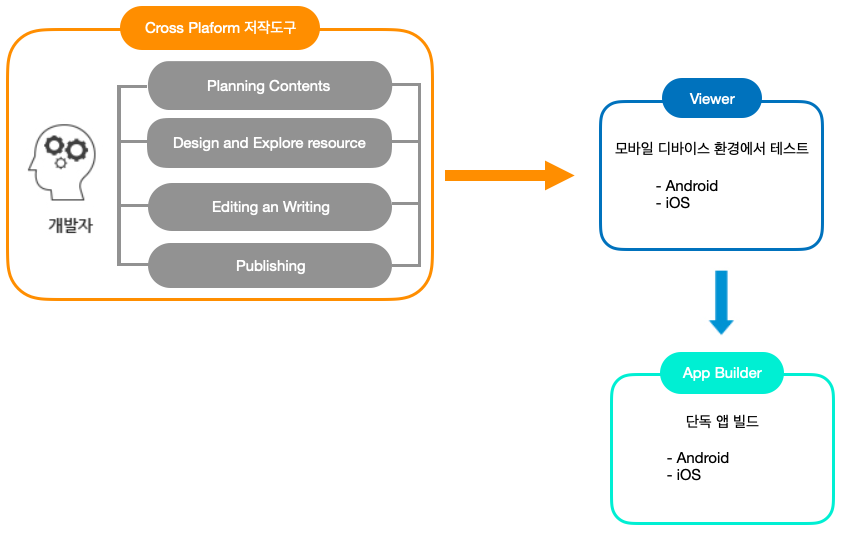 Cross Plaform 저작도구
Planning Contents
Design and Explore resource
Editing an Writing
Publishing
개발자
Viewer
모바일 디바이스 환경에서 테스트
- Android
- iOS
App Builder
단독 앱 빌드
- Android
- iOS